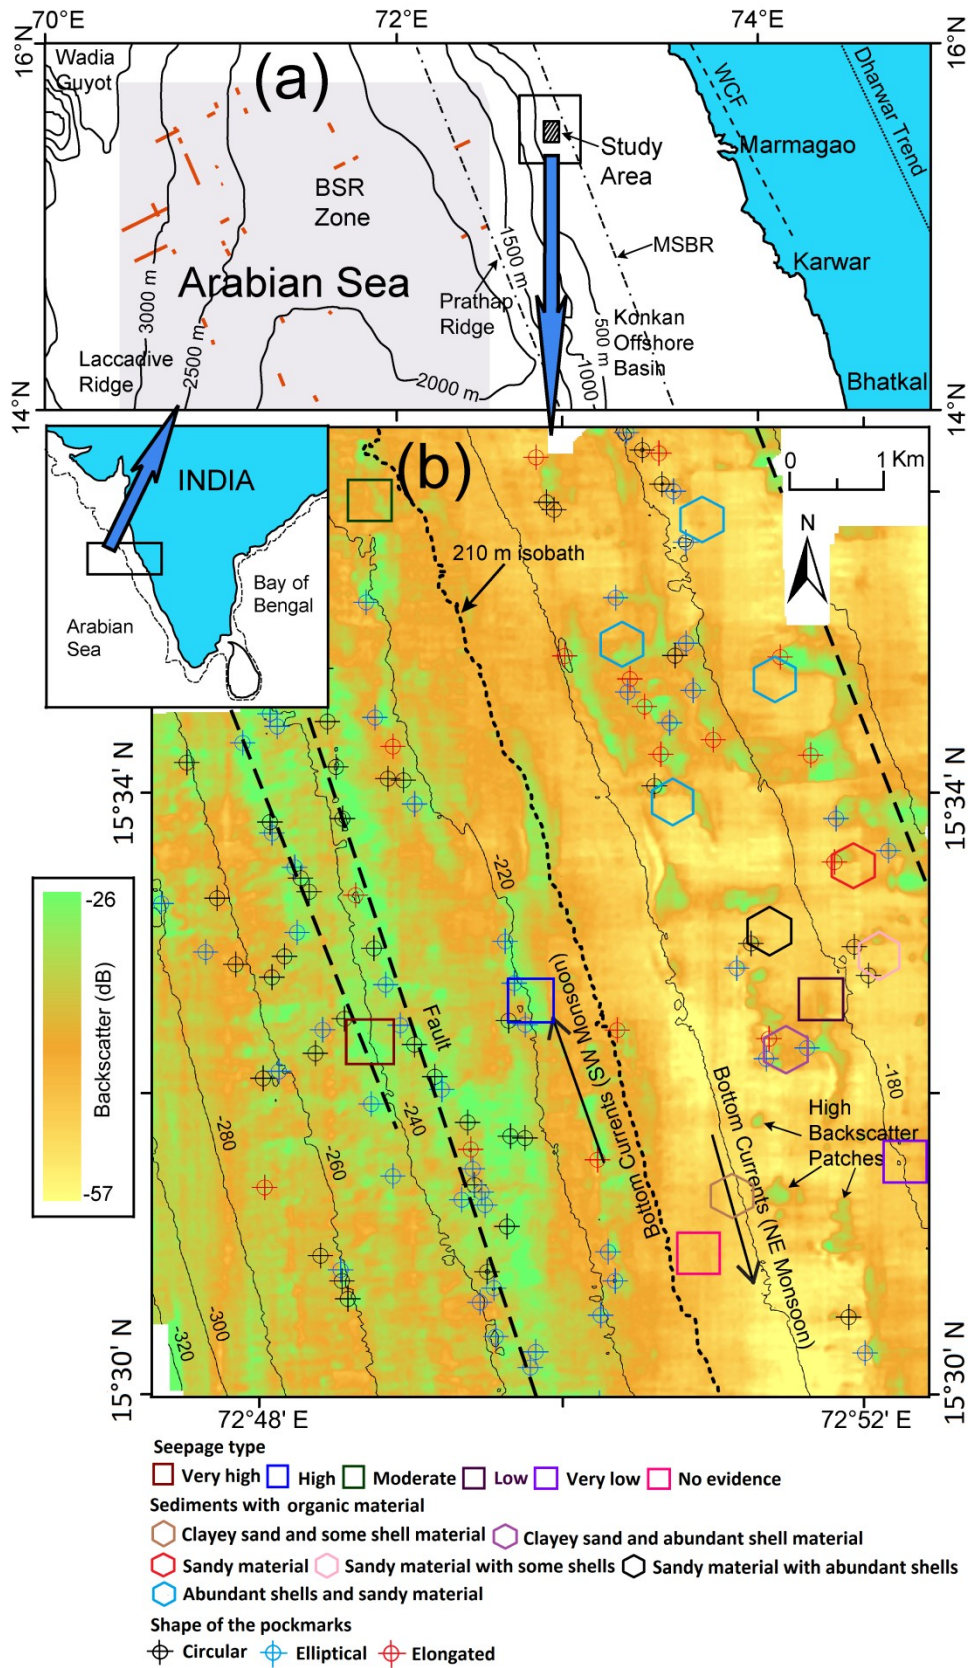 70°E
72°E
74°E
16°N
16°N
Wadia
Guyot
(a)
WCF
Dharwar Trend
Marmagao
Study
Area
BSR
Zone
MSBR
Karwar
Arabian Sea
1500 m
3000 m
2500 m
Prathap
Ridge
500 m
1000
Konkan
Offshore
Basin
Laccadive
Ridge
2000 m
Bhatkal
14°N
14°N
INDIA
(b)
0 1 Km
N
210 m isobath
Bay of
Bengal
Arabian
Sea
15°34' N
15°34' N
-220
-26
Backscatter (dB)
-57
Fault
Bottom Currents (SW Monsoon)
Bottom Currents (NE Monsoon)
-180
High
Backscatter
Patches
-240
-260
-280
-300
-320
15°30' N
15°30' N
72°48' E
72°52' E
Seepage type
Very high High Moderate Low Very low No evidence
Sediments with organic material
Clayey sand and some shell material Clayey sand and abundant shell material
Sandy material Sandy material with some shells Sandy material with abundant shells
Abundant shells and sandy material
Shape of the pockmarks
Circular Elliptical Elongated